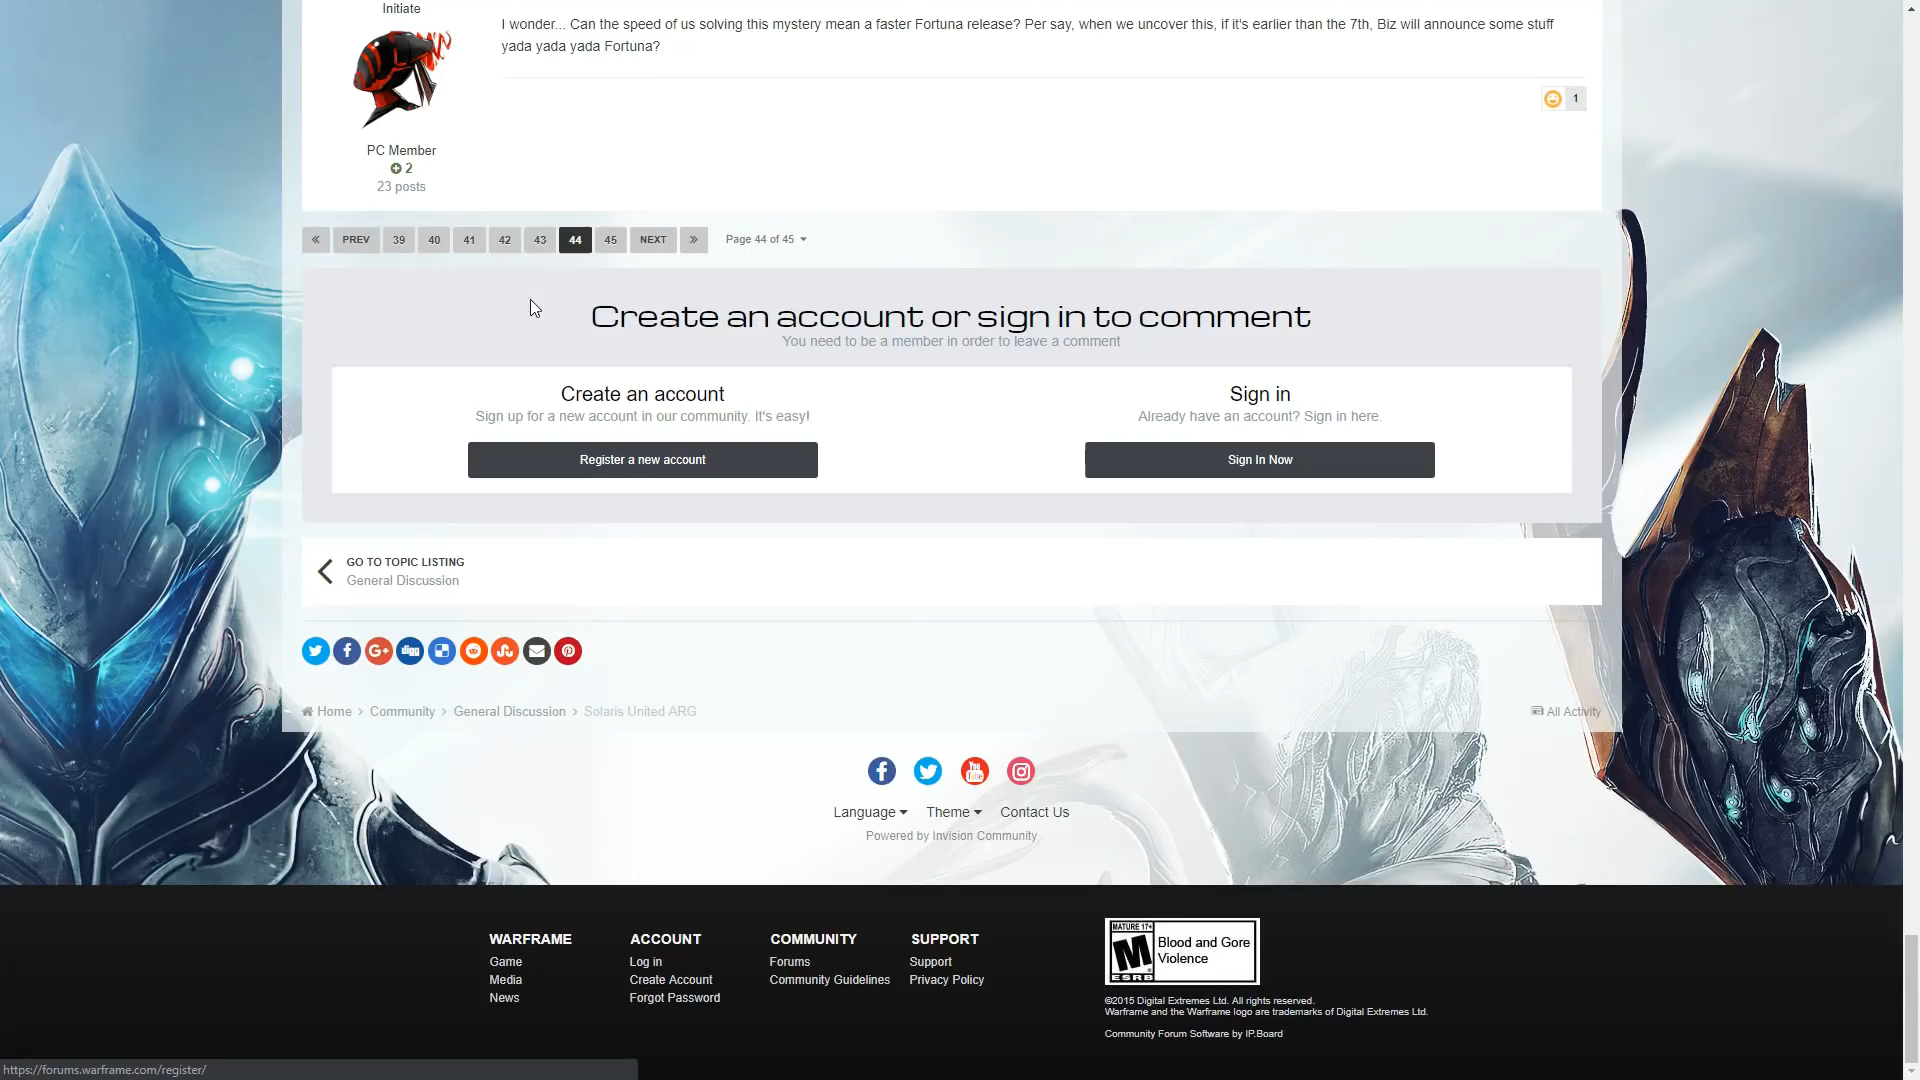 Initiate
I wonder... Can the speed of us solving this mystery mean a faster Fortuna release? Per say, when we uncover this, if it's earlier than the 7th, Biz will announce some stuff
yada yada yada Fortuna?
1
PC Member
2
23 posts
« PREV 39 40 41 42 43 44 45 NEXT » Page 44 of 45
Create an account or sign in to comment
You need to be a member in order to leave a comment
Create an account
Sign up for a new account in our community. It's easy!
Register a new account
Sign in
Already have an account? Sign in here.
Sign In Now
GO TO TOPIC LISTING
General Discussion
digg
Home > Community > General Discussion > Solaris United ARG
All Activity
You Tube
Language Theme Contact Us
Powered by Invision Community
WARFRAME
Game
Media
News
ACCOUNT
Log in
Create Account
Forgot Password
COMMUNITY
Forums
Community Guidelines
SUPPORT
Support
Privacy Policy
MATURE 17+
M
ESRB
Blood and Gore
Violence
©2015 Digital Extremes Ltd. All rights reserved.
Warframe and the Warframe logo are trademarks of Digital Extremes Ltd.
Community Forum Software by IP.Board
https://forums.warframe.com/register/